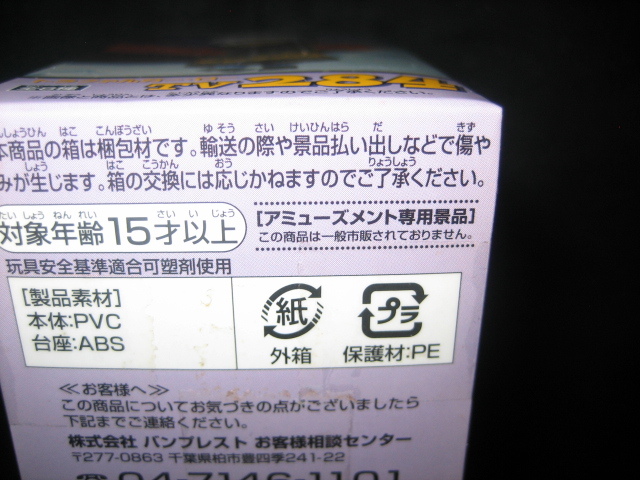 本商品の箱は梱包材です。輸送の際や景品払い出しなどで傷や
みが生じます。箱の交換には応じかねますのでご了承ください。
対象年齢15才以上
[アミューズメント専用景品]
この商品は一般市販されておりません。
玩具安全基準適合可塑剤使用
[製品素材]
本体:PVC
台座:ABS
紙
外箱
プラ
保護材:PE
≪お客様へ≫
この商品についてお気づきの点がございましたら
下記までご連絡ください。
株式会社 バンプレスト お客様相談センター
〒277-0863 千葉県柏市豊四季241-22
☎ 04-7146-1101